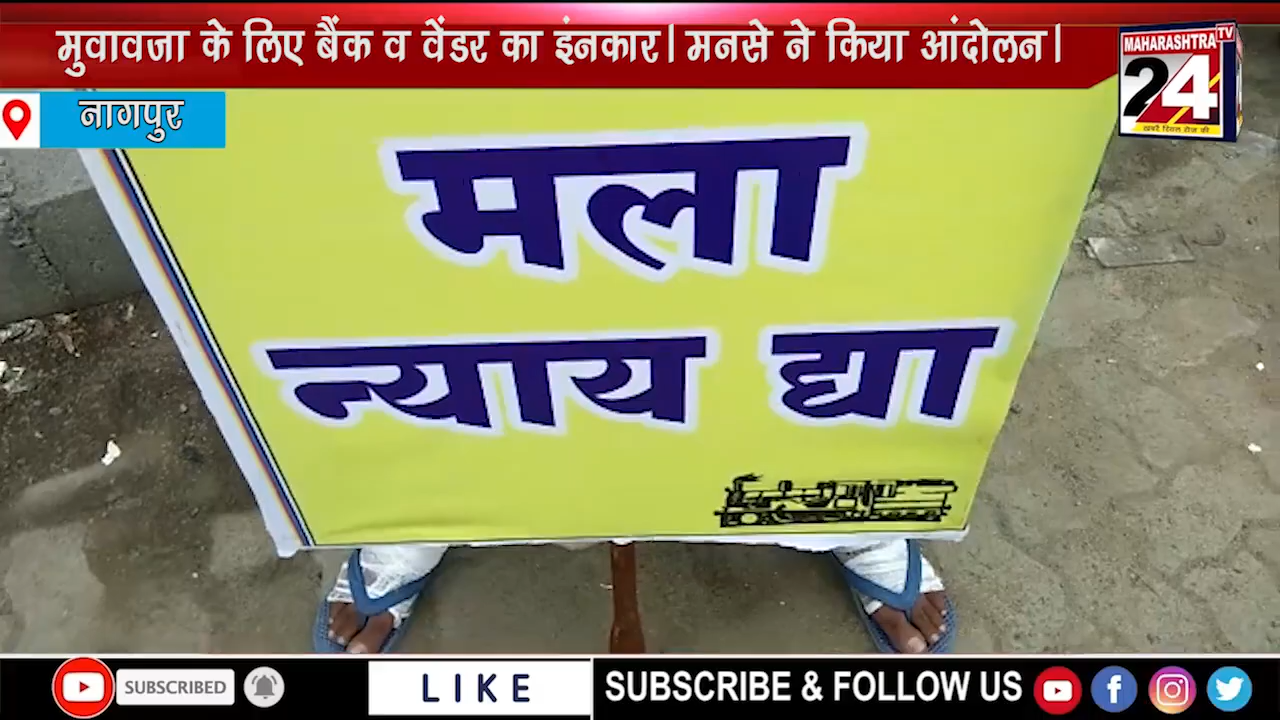 मुवावजा के लिए बैंक व वेंडर का इंनकार। मनसे ने किया आंदोलन।
MAHARASHTRA TV
24
नागपुर
मला
न्याय द्या
SUBSCRIBED
LIKE
SUBSCRIBE & FOLLOW US